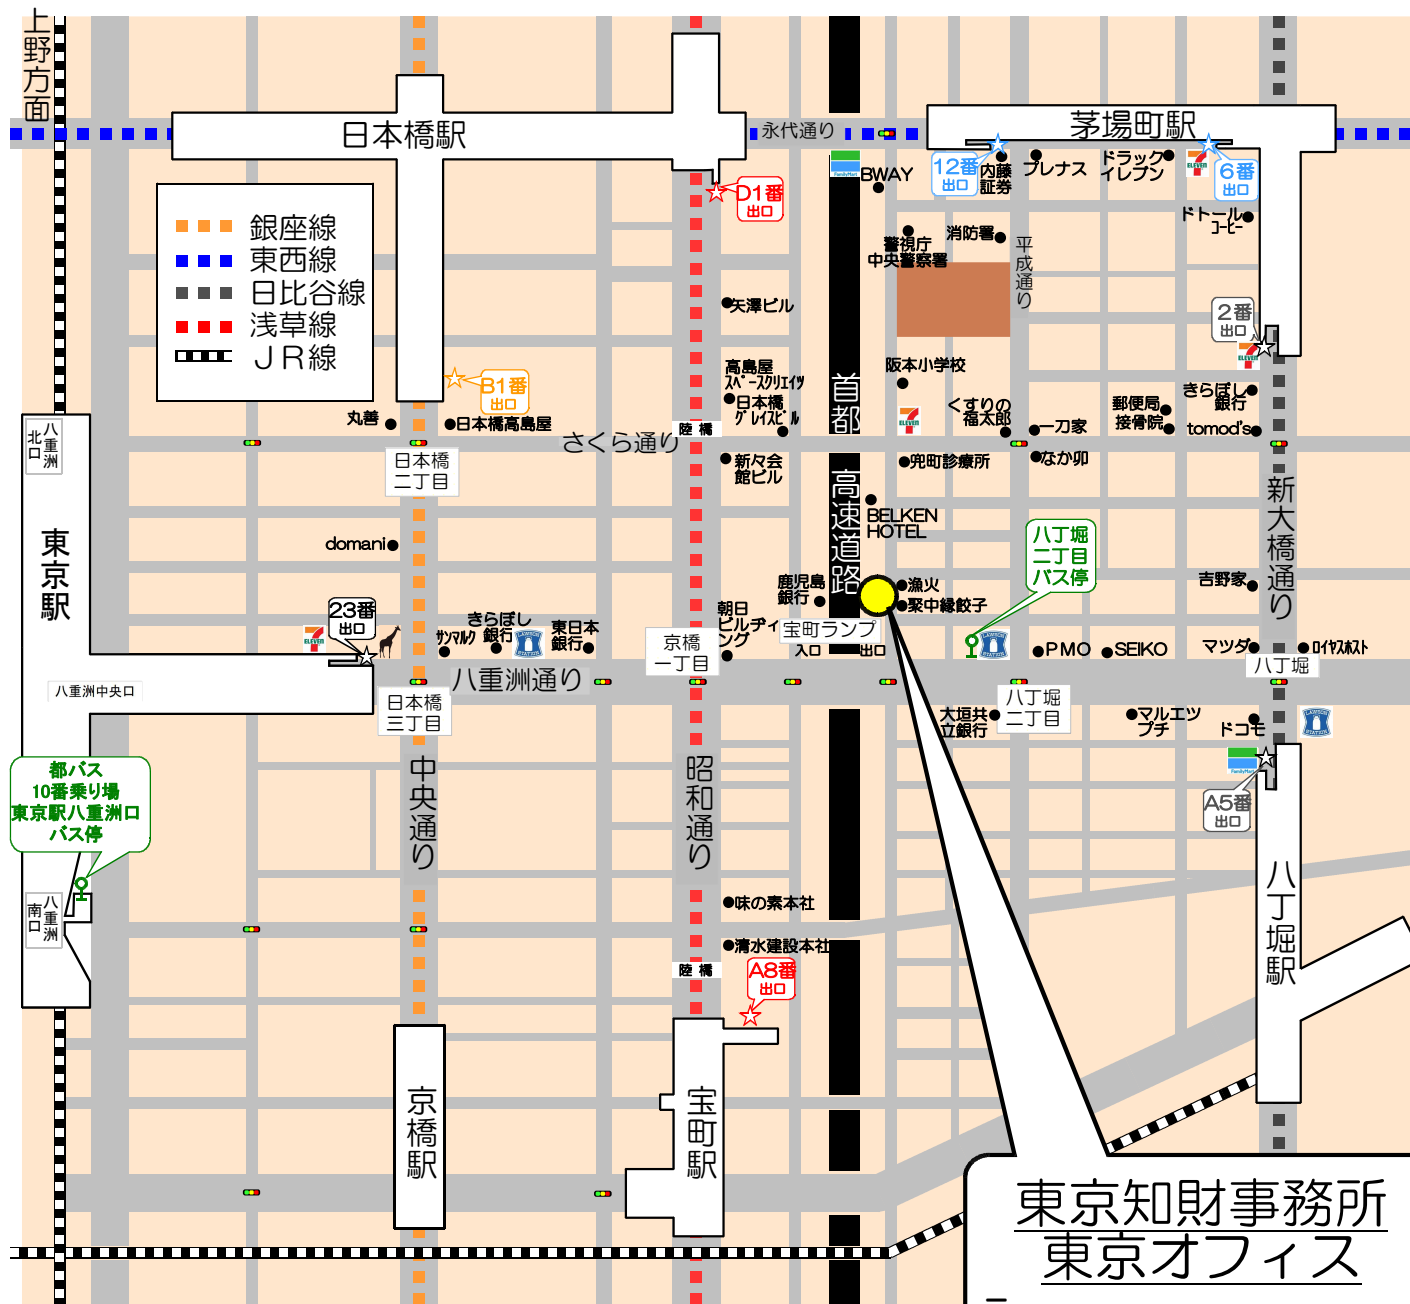 上野方面
日本橋駅
永代通り
茅場町駅
12番
出口
内藤
証券
プレナス
ドラック
イレブン
6番
出口
BWAY
D1番
出口
ドトール
コーヒー
警視庁
中央警察署
消防署
平成通り
銀座線
東西線
日比谷線
浅草線
JR線
矢澤ビル
2番
出口
首都高速道路
高島屋
スペースクリエイツ
日本橋
グレイスビル
阪本小学校
くすりの
福太郎
一刀家
なか卯
郵便局
接骨院
きらぼし
銀行
tomod's
B1番
出口
丸善
日本橋高島屋
さくら通り
陸橋
日本橋
二丁目
新々会
館ビル
兜町診療所
八重洲
北口
東京駅
BELKEN
HOTEL
新大橋通り
八丁堀
二丁目
バス停
domani
鹿児島
銀行
漁火
聚中縁餃子
吉野家
23番
出口
サンマルク
きらぼし
銀行
東日本
銀行
朝日
ビルディ
ング
京橋
一丁目
宝町ランプ
入口
出口
PMO
SEIKO
マツダ
ロイヤスホスト
八丁堀
八重洲通り
八重洲中央口
日本橋
三丁目
大垣共
立銀行
八丁堀
二丁目
マルエツ
プチ
ドコモ
都バス
10番乗り場
東京駅八重洲口
バス停
中央通り
昭和通り
A5番
出口
八重洲
南口
味の素本社
清水建設本社
陸橋
A8番
出口
八丁堀駅
京橋駅
宝町駅
東京知財事務所
東京オフィス